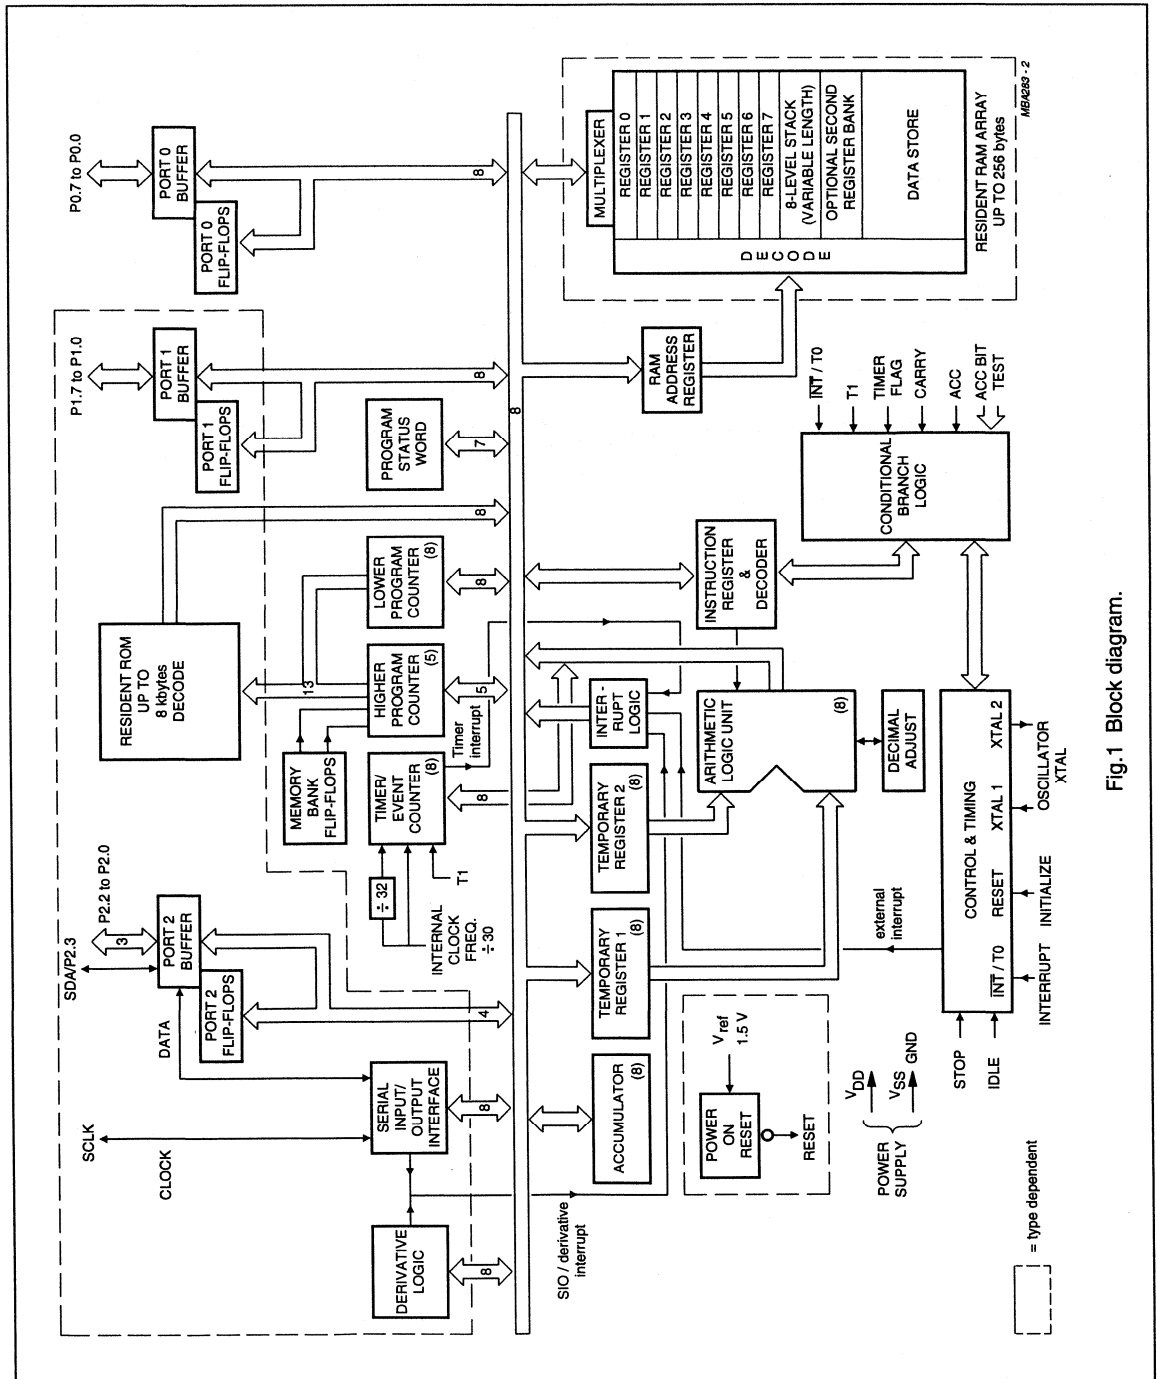 SDA/P2.3
P2.2 to P2.0
P1.7 to P1.0
P0.7 to P0.0
SCLK
CLOCK
DATA
3
PORT 2
BUFFER
PORT 2
FLIP-FLOPS
RESIDENT ROM
UP TO
8 kbytes
DECODE
PORT 1
BUFFER
PORT 1
FLIP-FLOPS
PORT 0
BUFFER
PORT 0
FLIP-FLOPS
13
MEMORY
BANK
FLIP-FLOPS
DERIVATIVE
LOGIC
SERIAL
INPUT/
OUTPUT
INTERFACE
÷ 32
INTERNAL
CLOCK
FREQ.
÷ 30
T1
TIMER/
EVENT
COUNTER
(8)
HIGHER
PROGRAM
COUNTER
(5)
LOWER
PROGRAM
COUNTER
(8)
PROGRAM
STATUS
WORD
Timer
interrupt
8
8
4
8
5
8
8
7
8
8
8
SIO / derivative
interrupt
ACCUMULATOR
(8)
TEMPORARY
REGISTER 1
(8)
TEMPORARY
REGISTER 2
(8)
INTER -
RUPT
LOGIC
ARITHMETIC
LOGIC UNIT
(8)
INSTRUCTION
REGISTER
&
DECODER
RAM
ADDRESS
REGISTER
MULTIPLEXER
DECODE
REGISTER 0
REGISTER 1
REGISTER 2
REGISTER 3
REGISTER 4
REGISTER 5
REGISTER 6
REGISTER 7
8-LEVEL STACK
(VARIABLE LENGTH)
OPTIONAL SECOND
REGISTER BANK
DATA STORE
RESIDENT RAM ARRAY
UP TO 256 bytes
MBA283 - 2
POWER
ON
RESET
Vref
1.5 V
RESET
external
interrupt
DECIMAL
ADJUST
CONDITIONAL
BRANCH
LOGIC
INT / T0
T1
TIMER
FLAG
CARRY
ACC
ACC BIT
TEST
POWER
SUPPLY
VDD
VSS
GND
STOP
IDLE
CONTROL & TIMING
INT / T0
RESET
XTAL 1
XTAL 2
INTERRUPT
INITIALIZE
OSCILLATOR
XTAL
= type dependent
Fig.1 Block diagram.